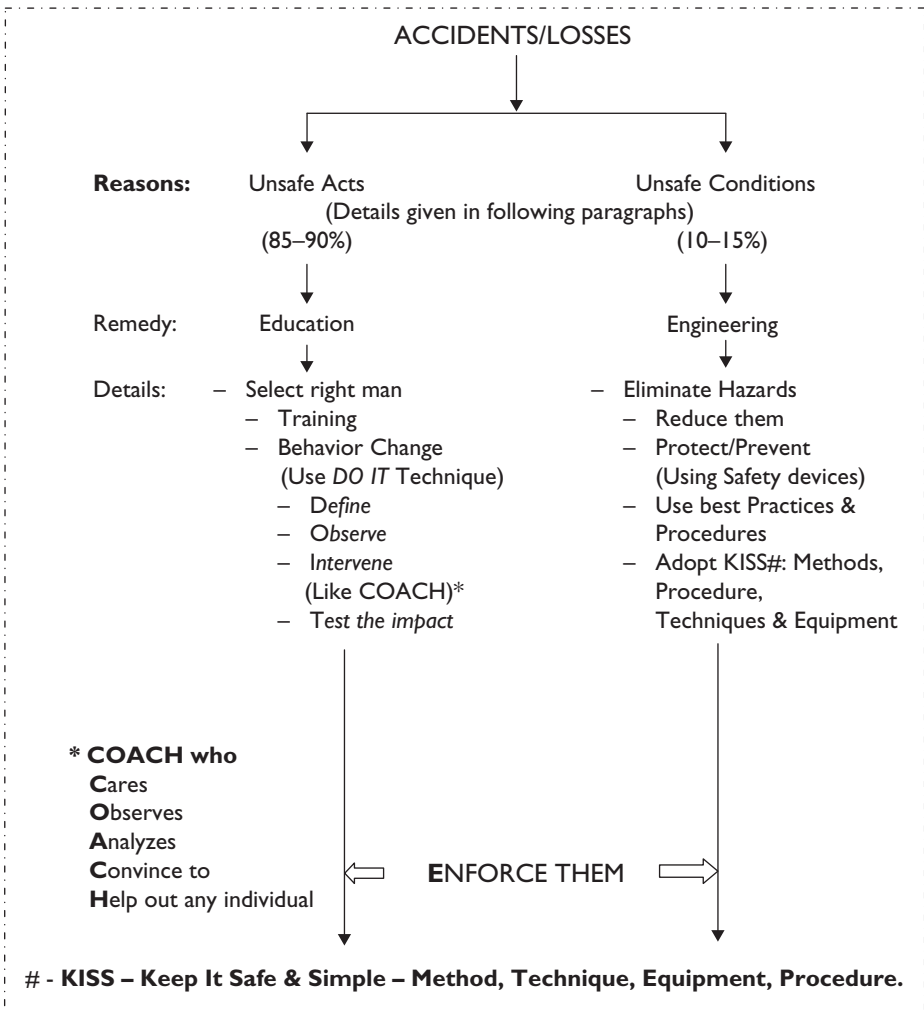 ACCIDENTS/LOSSES
Reasons: Unsafe Acts Unsafe Conditions
(Details given in following paragraphs)
(85–90%) (10–15%)
Remedy: Education Engineering
Details: – Select right man
– Training
– Behavior Change
(Use DO IT Technique)
– Define
– Observe
– Intervene
(Like COACH)*
– Test the impact
– Eliminate Hazards
– Reduce them
– Protect/Prevent
(Using Safety devices)
– Use best Practices &
Procedures
– Adopt KISS#: Methods,
Procedure,
Techniques & Equipment
* COACH who
Cares
Observes
Analyzes
Convince to
Help out any individual
ENFORCE THEM
# - KISS – Keep It Safe & Simple – Method, Technique, Equipment, Procedure.